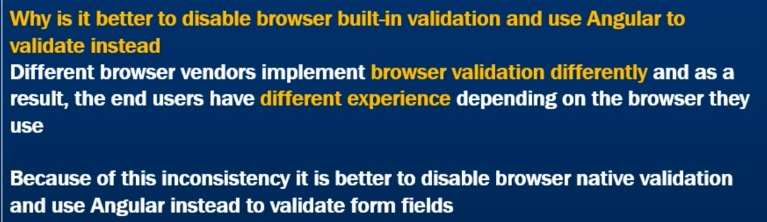 Why is it better to disable browser built-in validation and use Angular to
validate instead
Different browser vendors implement browser validation differently and as a
result, the end users have different experience depending on the browser they
use
Because of this inconsistency it is better to disable browser native validation
and use Angular instead to validate form fields